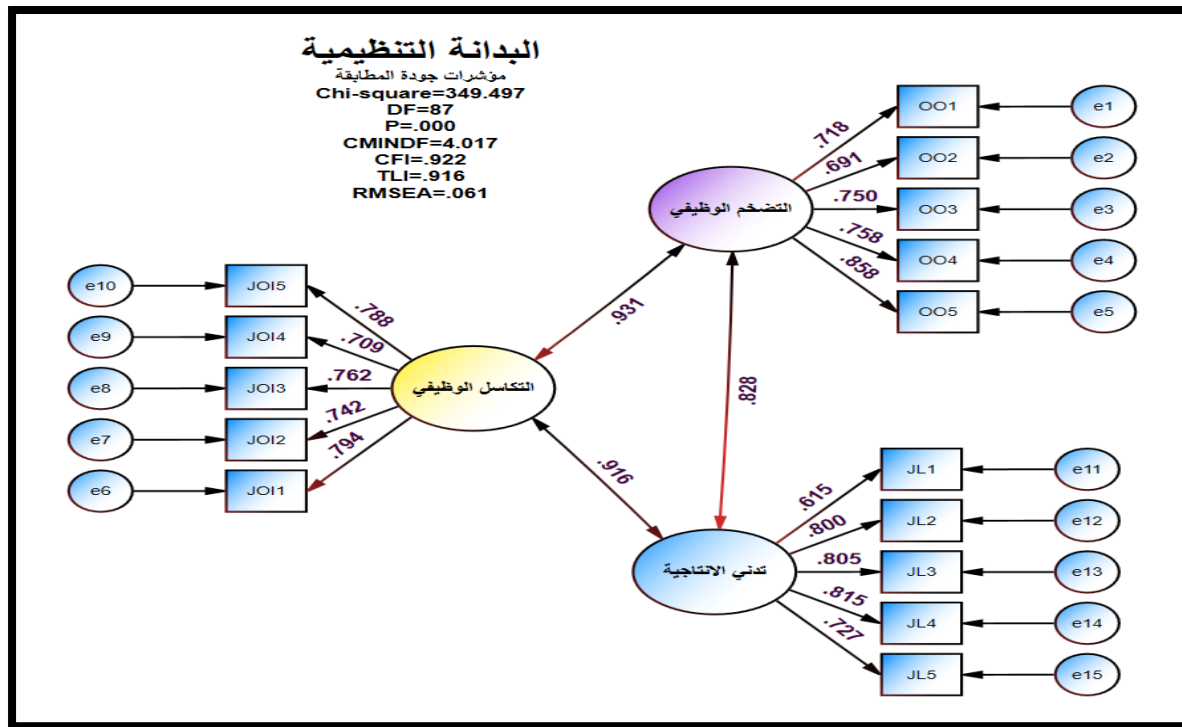 البدانة التنظيمية
مؤشرات جودة المطابقة
Chi-square=349.497
DF=87
P=.000
CMINDF=4.017
CFI=.922
TLI=.916
RMSEA=.061
التضخم الوظيفي
.718
.691
.750
.758
.858
OO1
OO2
OO3
OO4
OO5
e1
e2
e3
e4
e5
e10
e9
e8
e7
e6
JOI5
JOI4
JOI3
JOI2
JOI1
.788
.709
.762
.742
.794
التكاسل الوظيفي
.931
.828
.916
تدني الانتاجية
.615
.800
.805
.815
.727
JL1
JL2
JL3
JL4
JL5
e11
e12
e13
e14
e15